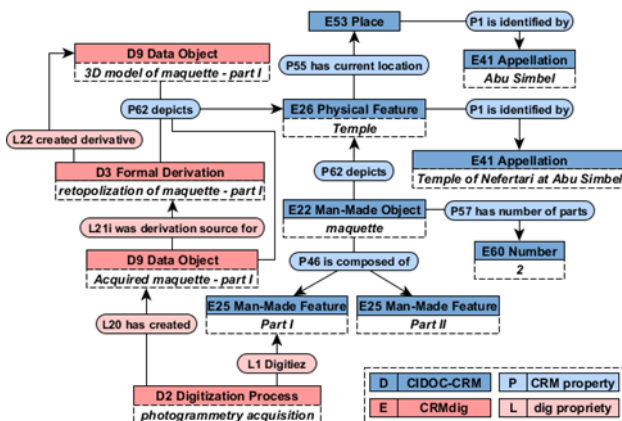 E53 Place
P1 is identified by
D9 Data Object
3D model of maquette - part I
P55 has current location
E41 Appellation
Abu Simbel
P62 depicts
E26 Physical Feature
Temple
P1 is identified by
L22 created derivative
D3 Formal Derivation
retopolization of maquette - part I
P62 depicts
E41 Appellation
Temple of Nefertari at Abu Simbel
L21i was derivation source for
E22 Man-Made Object
maquette
P57 has number of parts
D9 Data Object
Acquired maquette - part I
P46 is composed of
E60 Number
2
L20 has created
E25 Man-Made Feature
Part I
E25 Man-Made Feature
Part II
L1 Digitiez
D2 Digitization Process
photogrammetry acquisition
D CIDOC-CRM P CRM property
E CRMdig L dig propriety